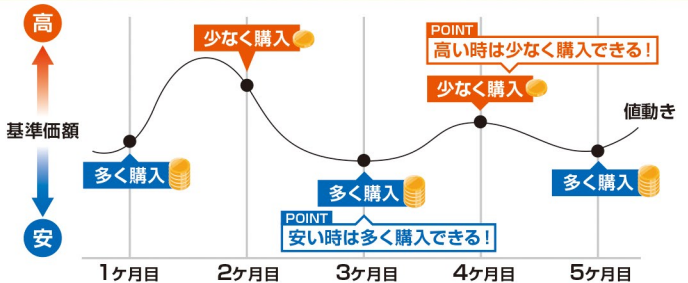 高
基準価額
安
少なく購入
POINT
高い時は少なく購入できる！
少なく購入
値動き
多く購入
多く購入
多く購入
POINT
安い時は多く購入できる！
1ヶ月目
2ヶ月目
3ヶ月目
4ヶ月目
5ヶ月目